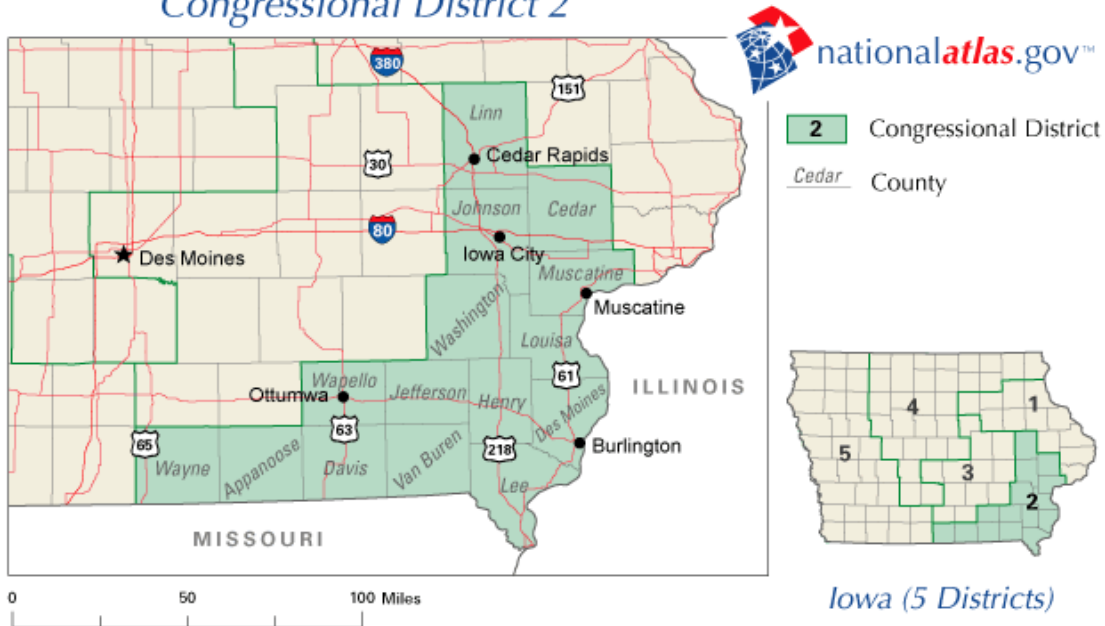 Congressional District 2
nationalatlas.gov™
380
151
Linn
2 Congressional District
30
Cedar Rapids
Cedar County
Johnson
Cedar
80
Iowa City
Des Moines
Muscatine
Muscatine
Washington
Louisa
ILLINOIS
61
Wapello
Ottumwa
Jefferson
Henry
Des Moines
63
65
218
Burlington
Wayne
Appanoose
Davis
Van Buren
Lee
MISSOURI
4
1
5
3
2
Iowa (5 Districts)
0 50 100 Miles